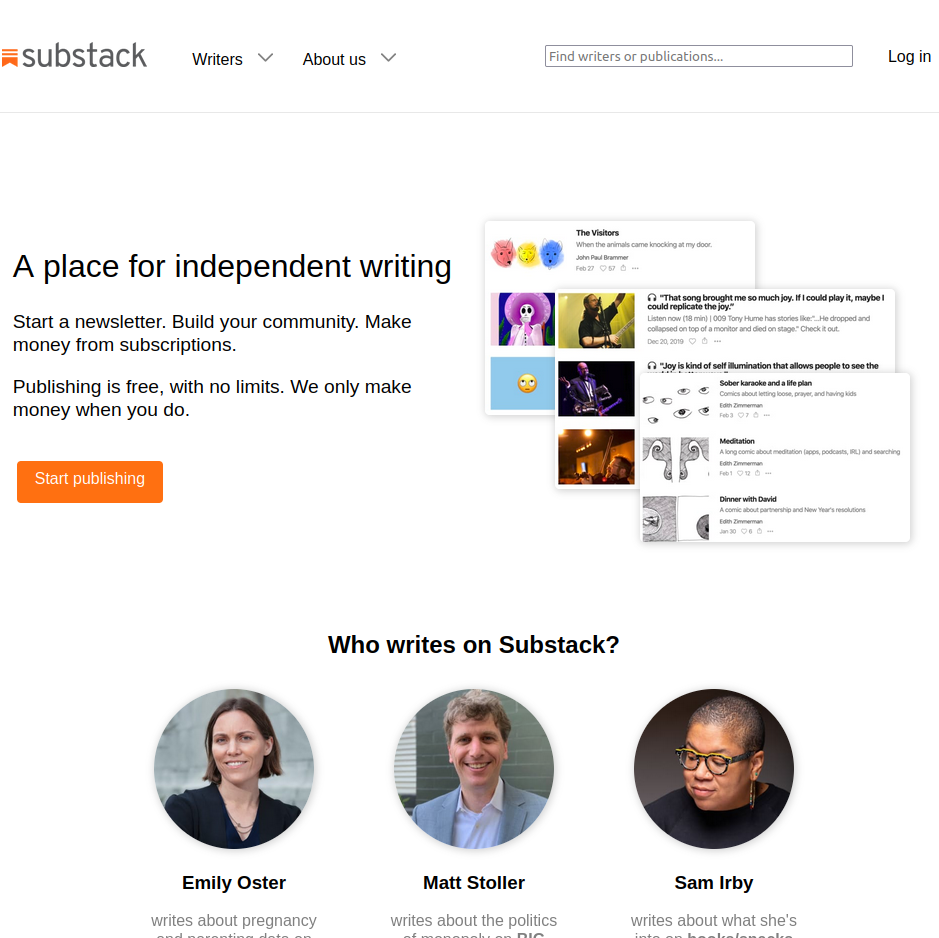 substack
Writers
About us
Find writers or publications...
Log in
A place for independent writing
Start a newsletter. Build your community. Make
money from subscriptions.
Publishing is free, with no limits. We only make
money when you do.
Start publishing
The Visitors
When the animals came knocking at my door.
John Paul Brammer
Feb 27 57
"That song brought me so much joy. If I could play it, maybe I
could replicate the joy."
Listen now (18 min) | 009 Tony Hume has stories like:"...He dropped and
collapsed on top of a monitor and died on stage." Check it out.
Dec 20, 2019
"Joy is kind of self illumination that allows people to see the
Sober karaoke and a life plan
Comics about letting loose, prayer, and having kids
Edith Zimmerman
Feb 3 7
Meditation
A long comic about meditation (apps, podcasts, IRL) and searching
Edith Zimmerman
Feb 1 12
Dinner with David
A comic about partnership and New Year's resolutions
Edith Zimmerman
Jan 30 6
Who writes on Substack?
Emily Oster
Matt Stoller
Sam Irby
writes about pregnancy
and parenting data on
writes about the politics
of monopoly on BIG
writes about what she's
into on books/snacks